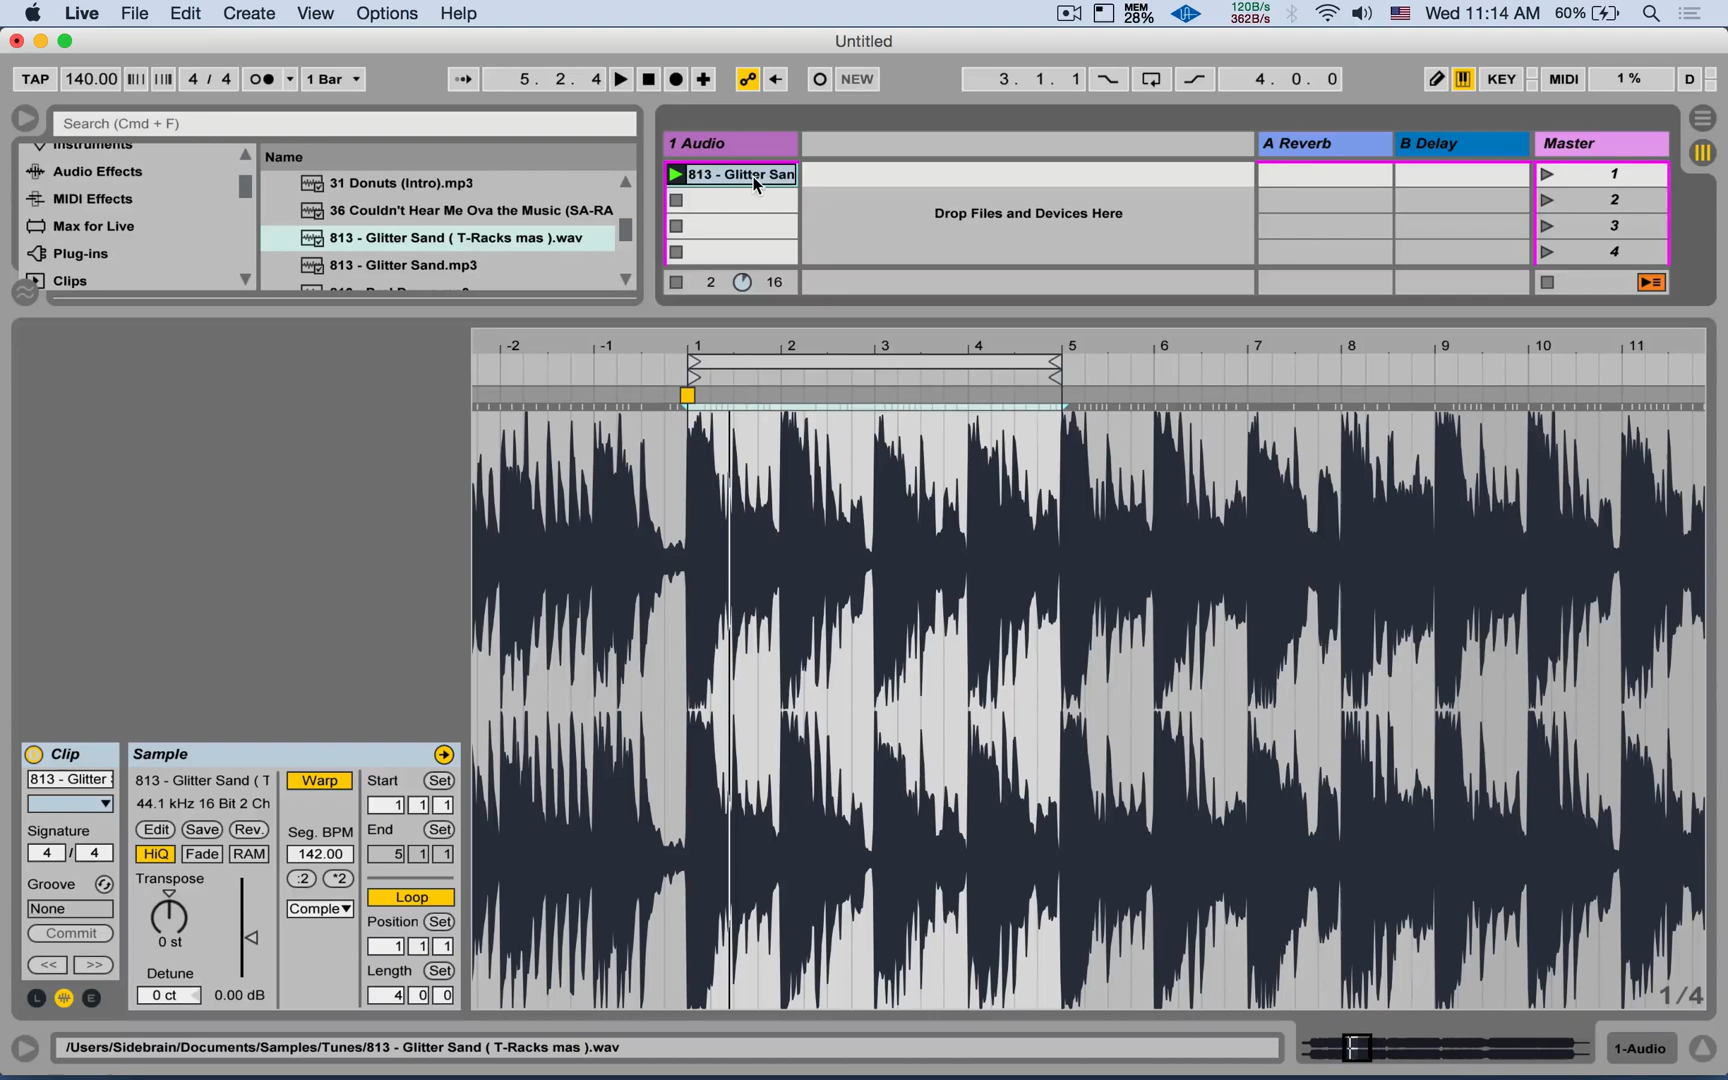 Live File Edit Create View Options Help
MEM 28% 120B/s 362B/s Wed 11:14 AM 60%
Untitled
TAP 140.00 4 / 4 1 Bar 5. 2. 4 NEW 3. 1. 1 4. 0. 0 KEY MIDI 1 % D
Search (Cmd + F)
Instruments
Audio Effects
MIDI Effects
Max for Live
Plug-ins
Clips
Name
31 Donuts (Intro).mp3
36 Couldn't Hear Me Ova the Music (SA-RA
813 - Glitter Sand ( T-Racks mas ).wav
813 - Glitter Sand.mp3
1 Audio A Reverb B Delay Master
813 - Glitter San 1
2
3
4
Drop Files and Devices Here
2 16
-2 -1 1 2 3 4 5 6 7 8 9 10 11
Clip
813 - Glitter
Signature
4 / 4
Groove
None
Commit
<< >>
L E
Sample
813 - Glitter Sand ( T
44.1 kHz 16 Bit 2 Ch
Edit Save Rev.
HiQ Fade RAM
Transpose
0 st
Detune
0 ct 0.00 dB
Warp
Seg. BPM
142.00
:2 *2
Comple
Start Set
1 1 1
End Set
5 1 1
Loop
Position Set
1 1 1
Length Set
4 0 0
1/4
/Users/Sidebrain/Documents/Samples/Tunes/813 - Glitter Sand ( T-Racks mas ).wav
1-Audio